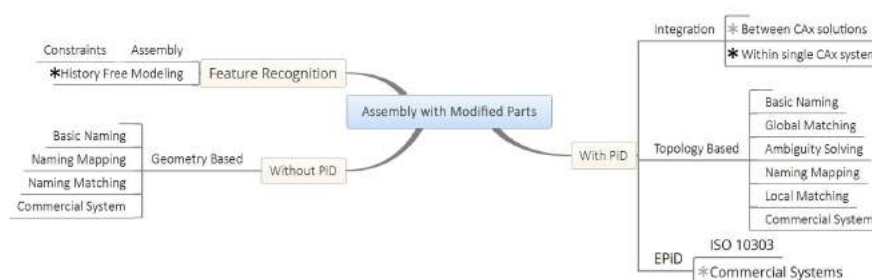 Constraints Assembly
*History Free Modeling
Feature Recognition
Assembly with Modified Parts
Basic Naming
Naming Mapping
Naming Matching
Commercial System
Geometry Based
Without PiD
With PiD
Integration
* Between CAx solutions
* Within single CAx system
Topology Based
Basic Naming
Global Matching
Ambiguity Solving
Naming Mapping
Local Matching
Commercial System
EPiD
ISO 10303
*Commercial Systems